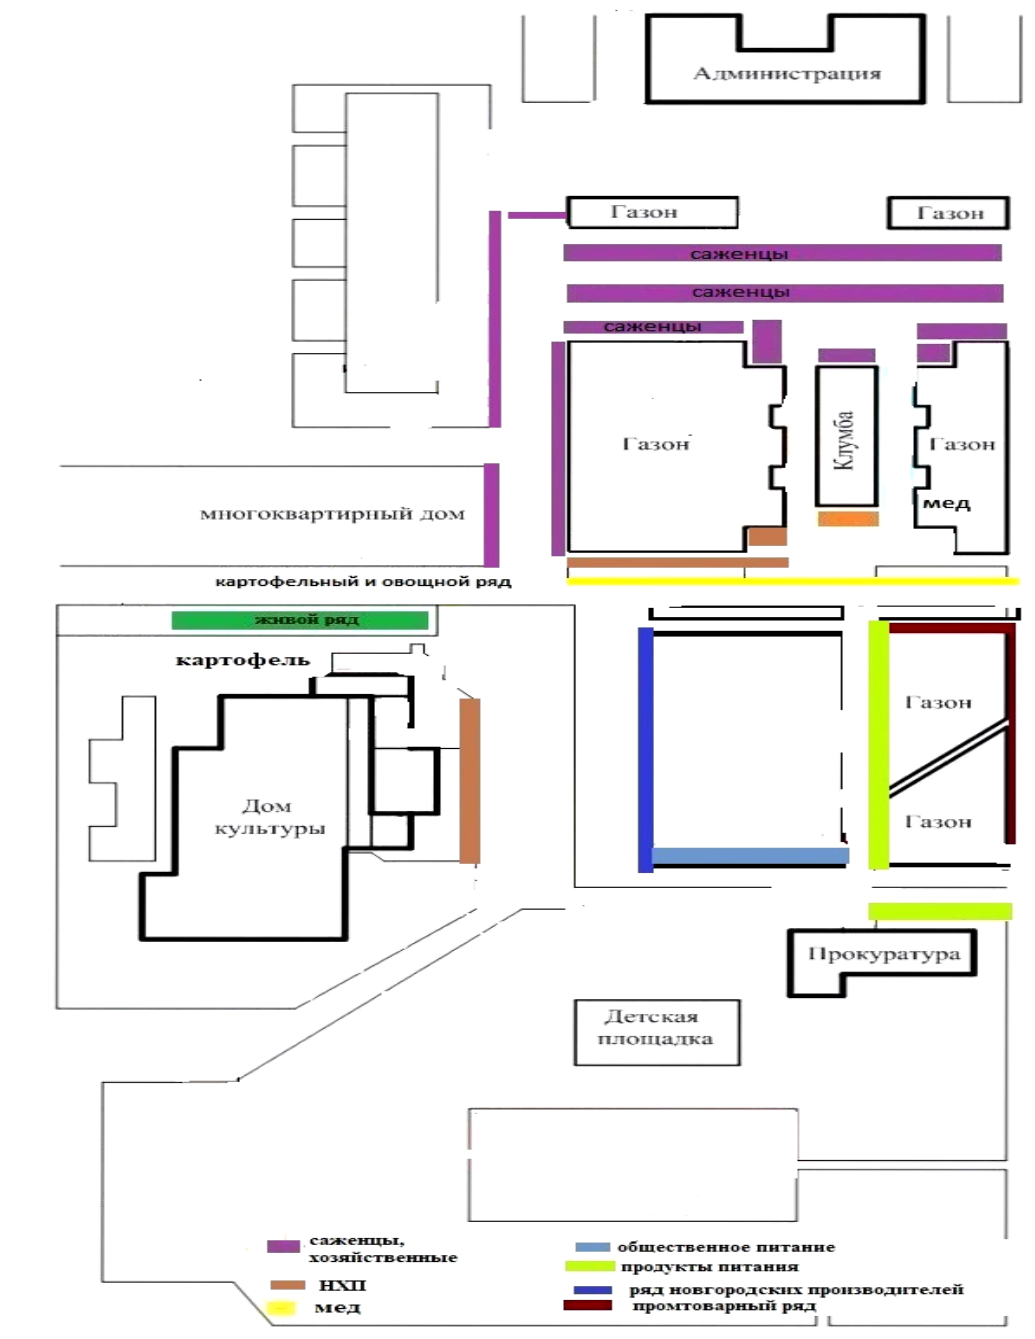 Администрация
Газон
Газон
саженцы
саженцы
саженцы
Газон
Клумба
Газон
мед
многоквартирный дом
картофельный и овощной ряд
живой ряд
картофель
Газон
Дом
культуры
Газон
Прокуратура
Детская
площадка
саженцы,
хозяйственные
НХП
мед
общественное питание
продукты питания
ряд новгородских производителей
промтоварный ряд